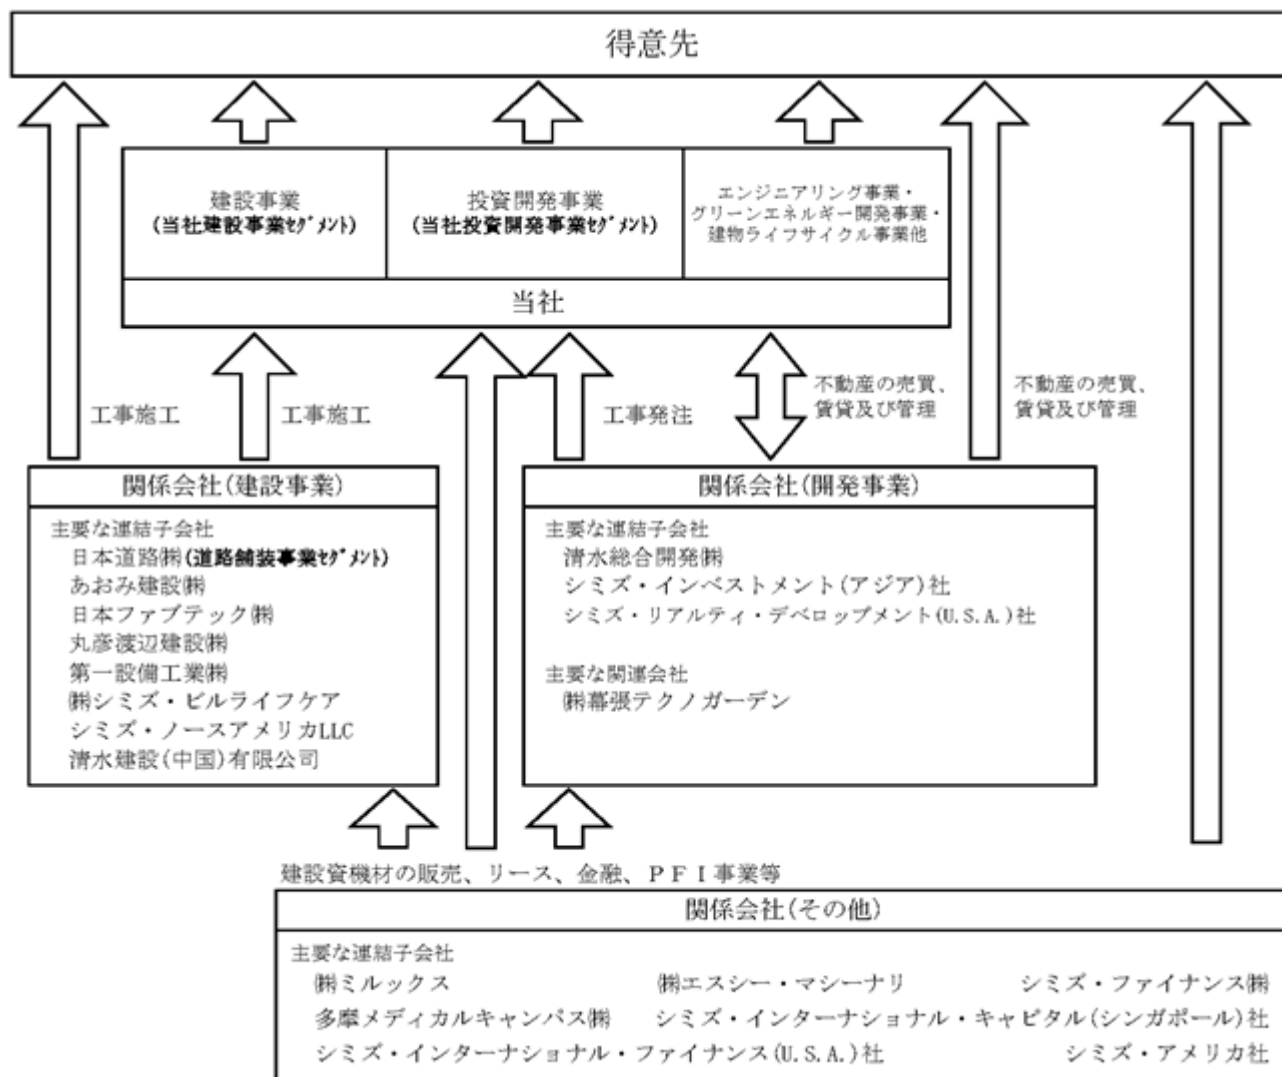 得意先
建設事業
(当社建設事業ｾｸﾞﾒﾝﾄ)
投資開発事業
(当社投資開発事業ｾｸﾞﾒﾝﾄ)
エンジニアリング事業・
グリーンエネルギー開発事業・
建物ライフサイクル事業他
当社
工事施工
工事施工
工事発注
不動産の売買、
賃貸及び管理
不動産の売買、
賃貸及び管理
関係会社(建設事業)
主要な連結子会社
日本道路㈱(道路舗装事業ｾｸﾞﾒﾝﾄ)
あおみ建設㈱
日本ファブテック㈱
丸彦渡辺建設㈱
第一設備工業㈱
㈱シミズ・ビルライフケア
シミズ・ノースアメリカLLC
清水建設(中国)有限公司
関係会社(開発事業)
主要な連結子会社
清水総合開発㈱
シミズ・インベストメント(アジア)社
シミズ・リアルティ・デベロップメント(U.S.A.)社
主要な関連会社
㈱幕張テクノガーデン
建設資機材の販売、リース、金融、ＰＦＩ事業等
関係会社(その他)
主要な連結子会社
㈱ミルックス　㈱エスシー・マシーナリ　シミズ・ファイナンス㈱
多摩メディカルキャンパス㈱　シミズ・インターナショナル・キャピタル(シンガポール)社
シミズ・インターナショナル・ファイナンス(U.S.A.)社　シミズ・アメリカ社